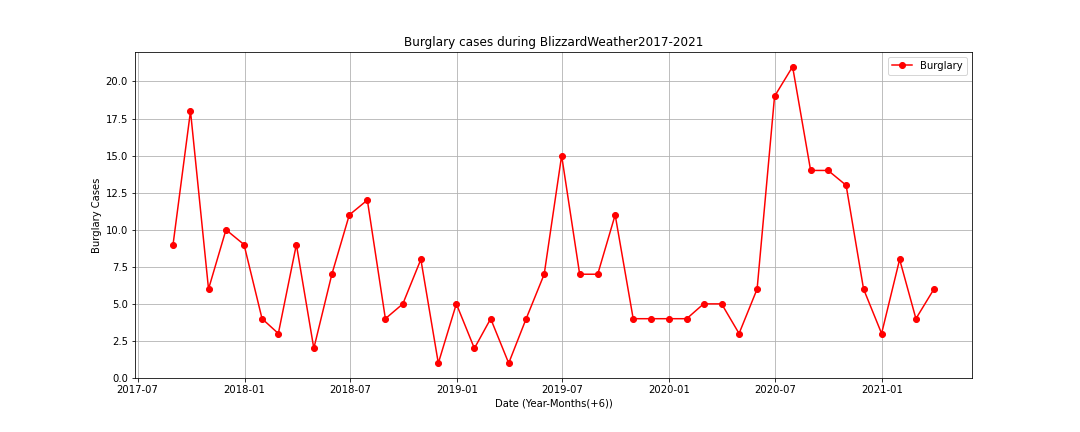 Burglary cases during BlizzardWeather2017-2021
Burglary
20.0
17.5
15.0
12.5
10.0
7.5
5.0
2.5
0.0
Burglary Cases
2017-07 2018-01 2018-07 2019-01 2019-07 2020-01 2020-07 2021-01
Date (Year-Months(+6))